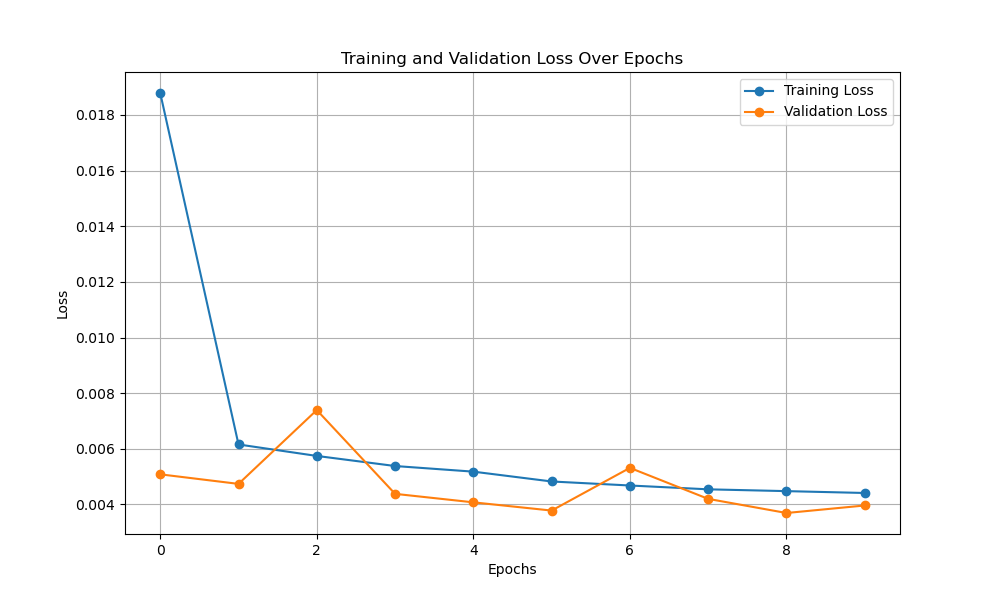 Training and Validation Loss Over Epochs
Training Loss
Validation Loss
0.018
0.016
0.014
0.012
0.010
0.008
0.006
0.004
Loss
0 2 4 6 8
Epochs